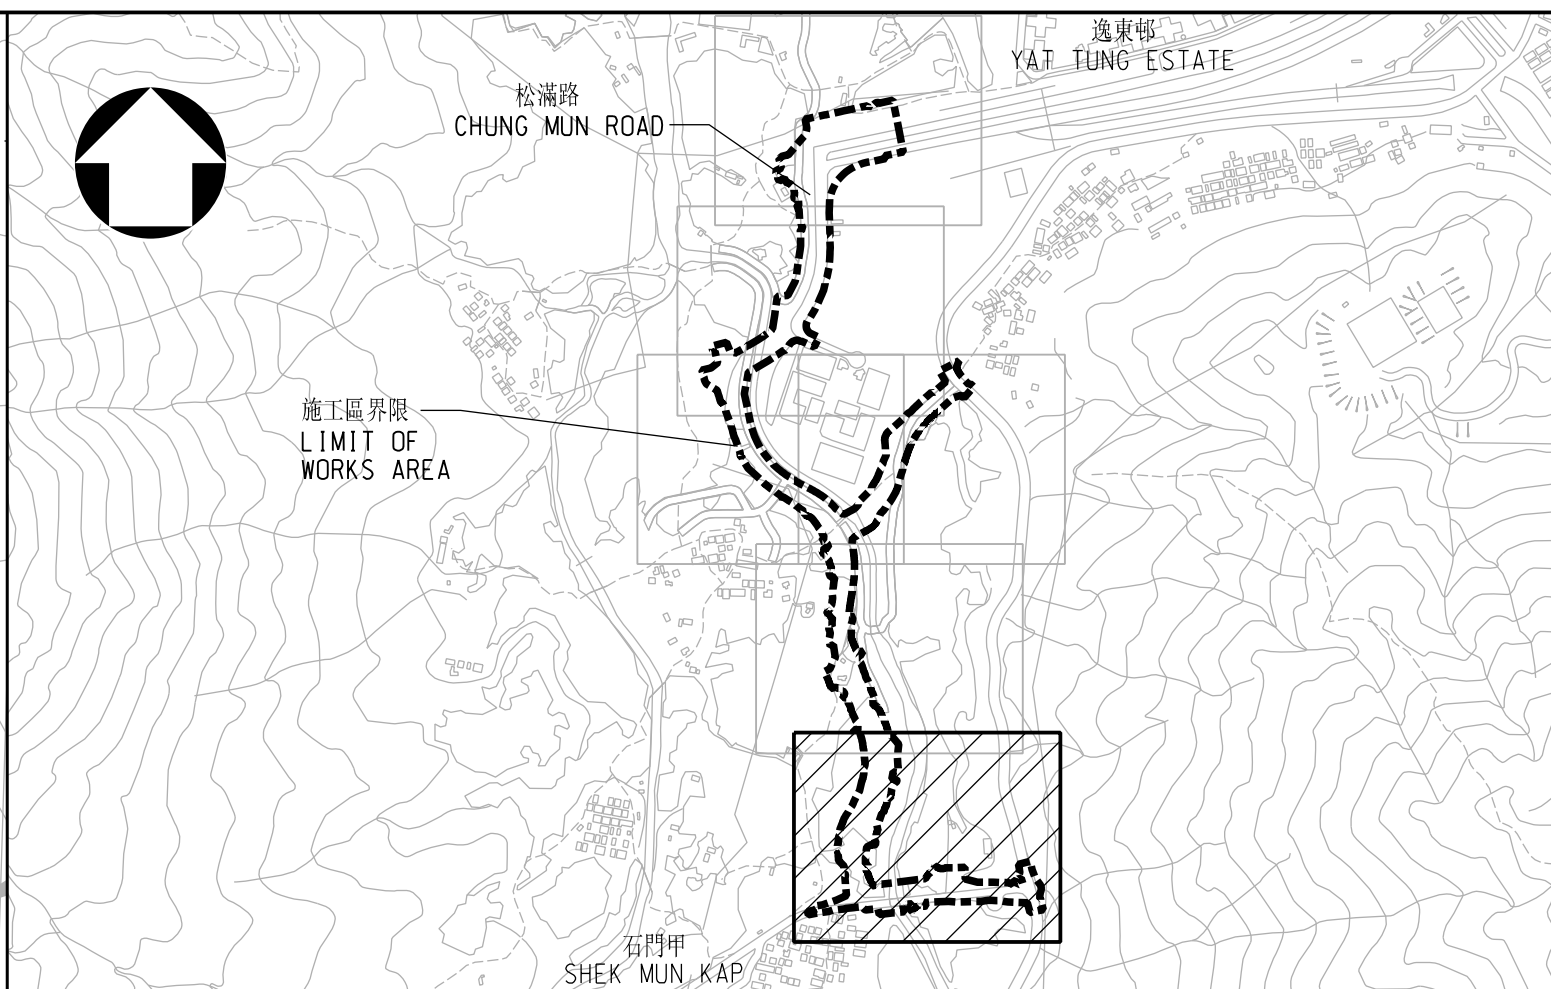 逸東邨
YAT TUNG ESTATE
松滿路
CHUNG MUN ROAD
施工區界限
LIMIT OF
WORKS AREA
石門甲
SHEK MUN KAP